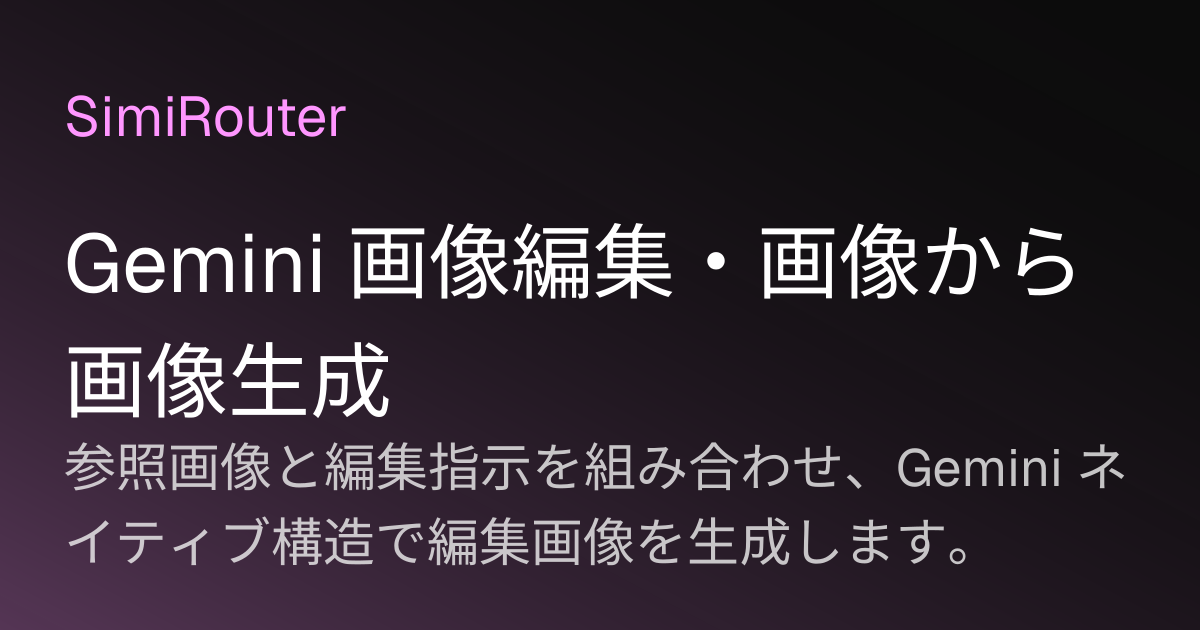 SimiRouter
Gemini 画像編集・画像から
画像生成
参照画像と編集指示を組み合わせ、Gemini ネ
イティブ構造で編集画像を生成します。